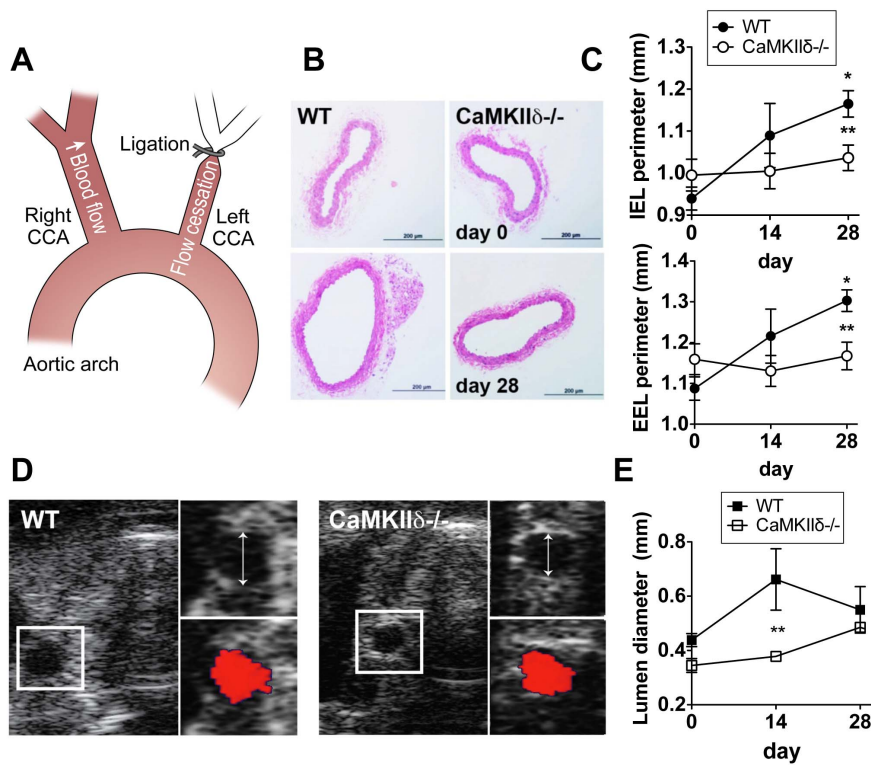 A
Ligation
Blood flow
Flow cessation
Right
CCA
Left
CCA
Aortic arch
B
WT
CaMKIIδ-/-
200 µm
day 0
200 µm
200 µm
day 28
200 µm
C
WT
CaMKIIδ-/-
IEL perimeter (mm)
1.3
1.2
1.1
1.0
0.9
*
**
0
14
28
day
EEL perimeter (mm)
1.4
1.3
1.2
1.1
1.0
*
**
0
14
28
day
D
WT
CaMKIIδ-/-
E
WT
CaMKIIδ-/-
Lumen diameter (mm)
0.8
0.6
0.4
0.2
**
0
14
28
day